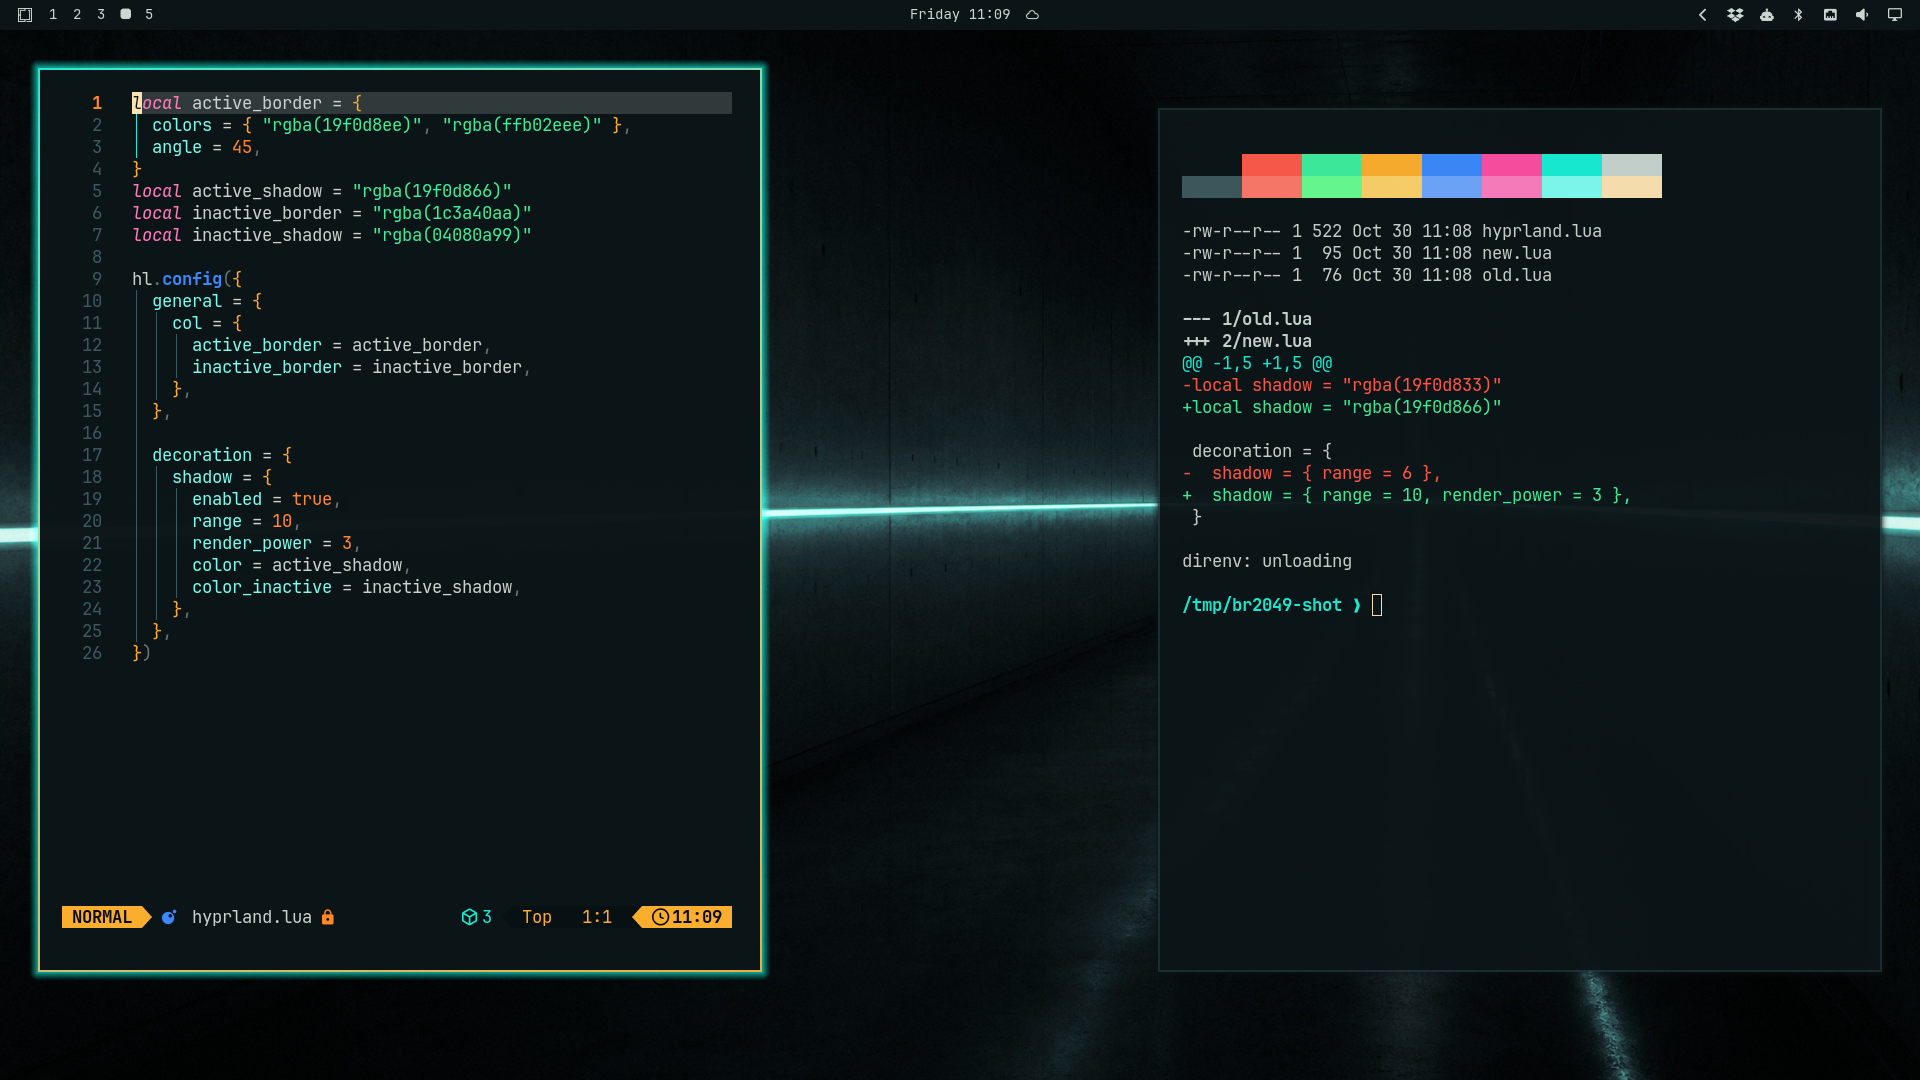 1 2 3 5
Friday 11:09
1 local active_border = {
2 colors = { "rgba(19f0d8ee)", "rgba(ffb02eee)" },
3 angle = 45,
4 }
5 local active_shadow = "rgba(19f0d866)"
6 local inactive_border = "rgba(1c3a40aa)"
7 local inactive_shadow = "rgba(04080a99)"
8
9 hl.config({
10 general = {
11 col = {
12 active_border = active_border,
13 inactive_border = inactive_border,
14 },
15 },
16
17 decoration = {
18 shadow = {
19 enabled = true,
20 range = 10,
21 render_power = 3,
22 color = active_shadow,
23 color_inactive = inactive_shadow,
24 },
25 },
26 })
NORMAL hyprland.lua 3 Top 1:1 11:09
-rw-r--r-- 1 522 Oct 30 11:08 hyprland.lua
-rw-r--r-- 1 95 Oct 30 11:08 new.lua
-rw-r--r-- 1 76 Oct 30 11:08 old.lua
--- 1/old.lua
+++ 2/new.lua
@@ -1,5 +1,5 @@
-local shadow = "rgba(19f0d833)"
+local shadow = "rgba(19f0d866)"
decoration = {
- shadow = { range = 6 },
+ shadow = { range = 10, render_power = 3 },
}
direnv: unloading
/tmp/br2049-shot ❯